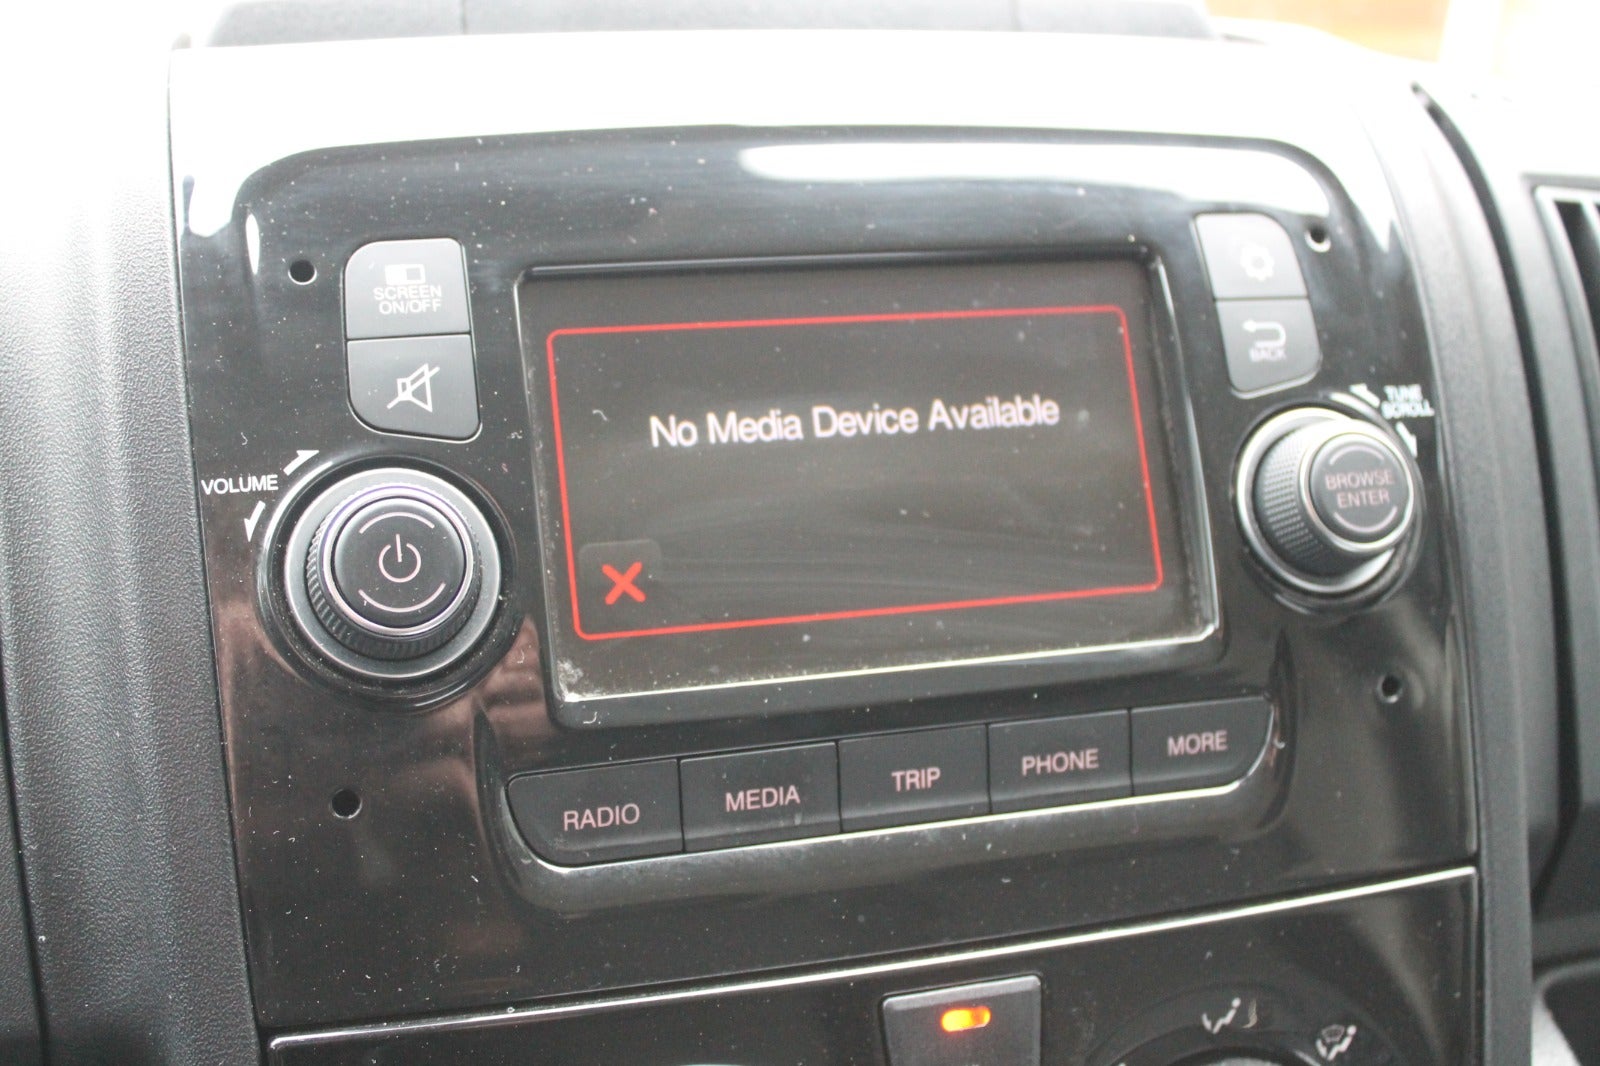 SCREEN
ON/OFF
VOLUME
No Media Device Available
BACK
TUNE
SCROLL
BROWSE
ENTER
RADIO
MEDIA
TRIP
PHONE
MORE